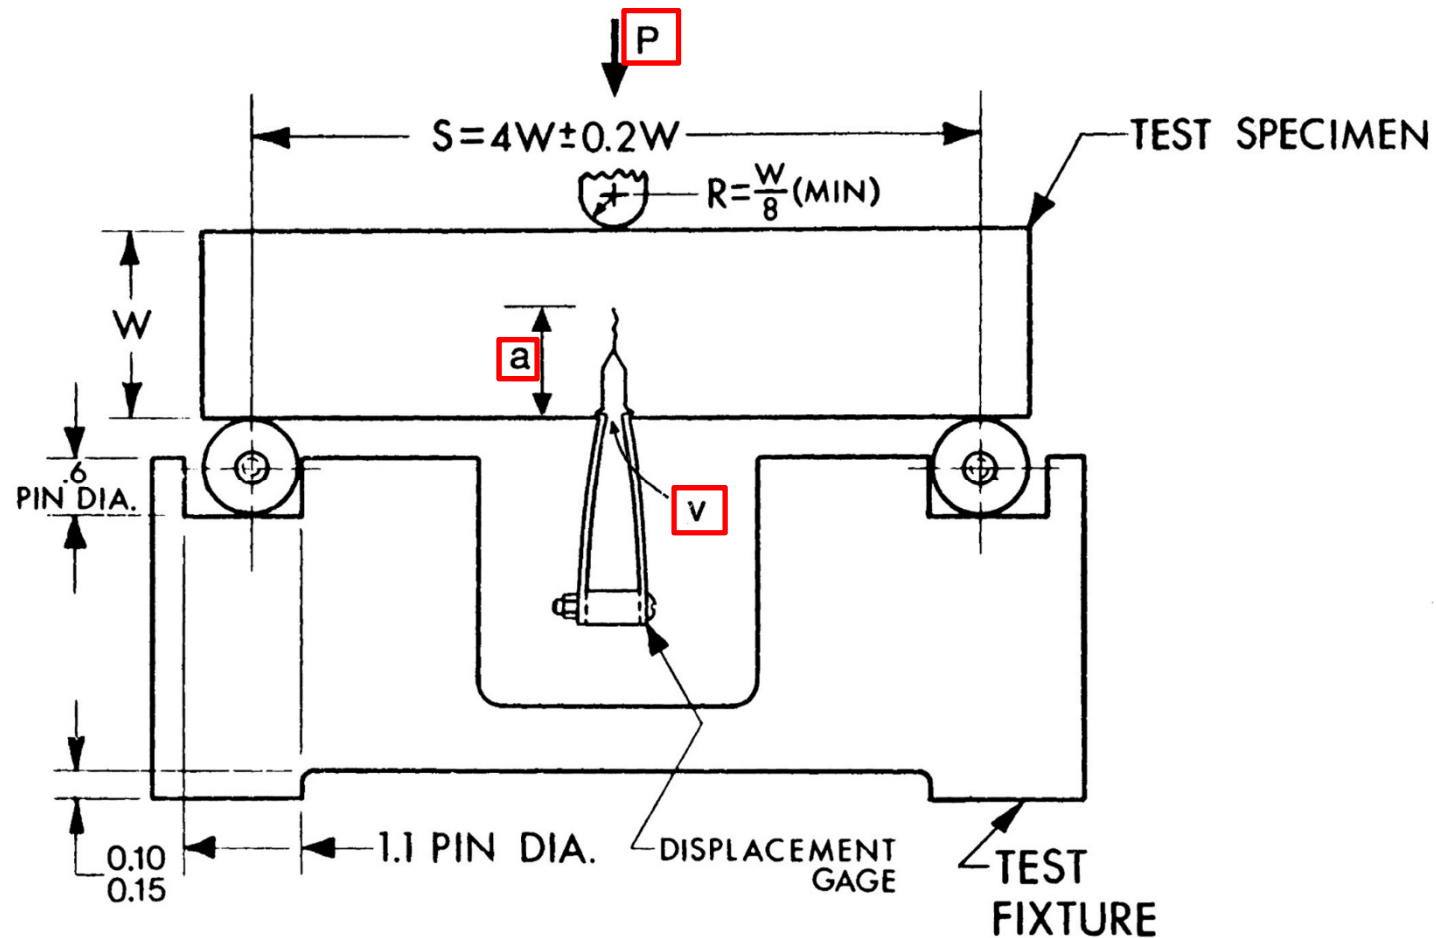 P
S=4W±0.2W
TEST SPECIMEN
R=W/8 (MIN)
W
a
.6
PIN DIA.
v
0.10
0.15
1.1 PIN DIA.
DISPLACEMENT
GAGE
TEST
FIXTURE